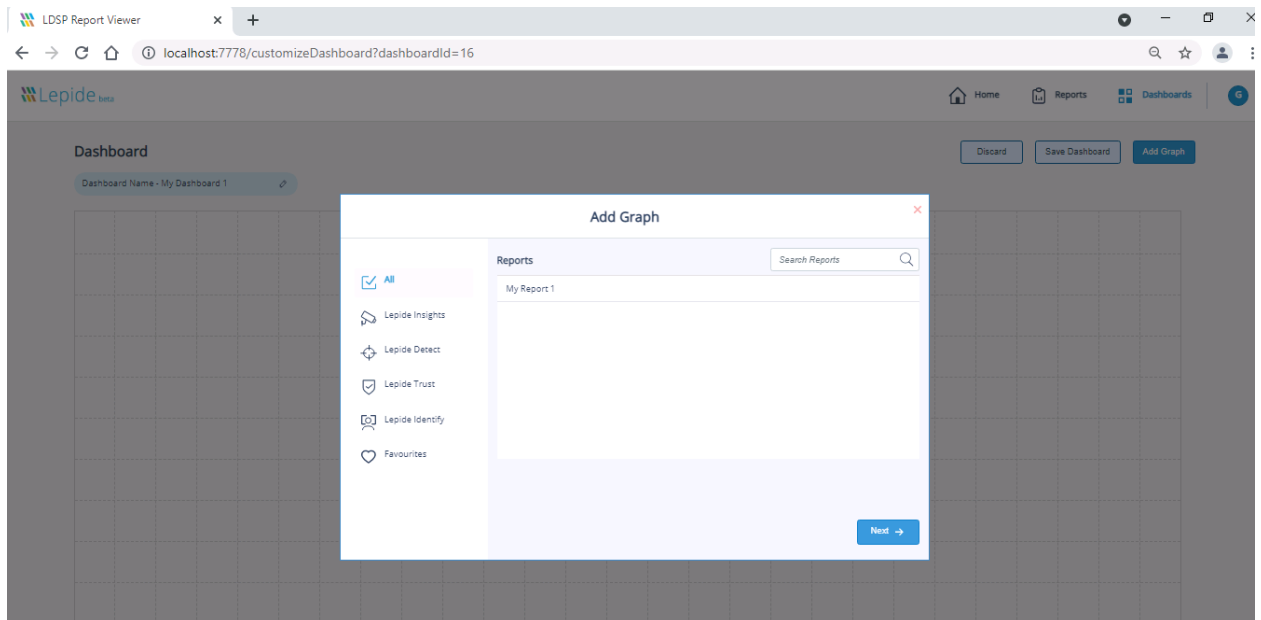 LDSP Report Viewer
localhost:7778/customizeDashboard?dashboardId=16
Lepide beta
Home
Reports
Dashboards
G
Dashboard
Discard
Save Dashboard
Add Graph
Dashboard Name - My Dashboard 1
Add Graph
All
Lepide Insights
Lepide Detect
Lepide Trust
Lepide Identify
Favourites
Reports
Search Reports
My Report 1
Next